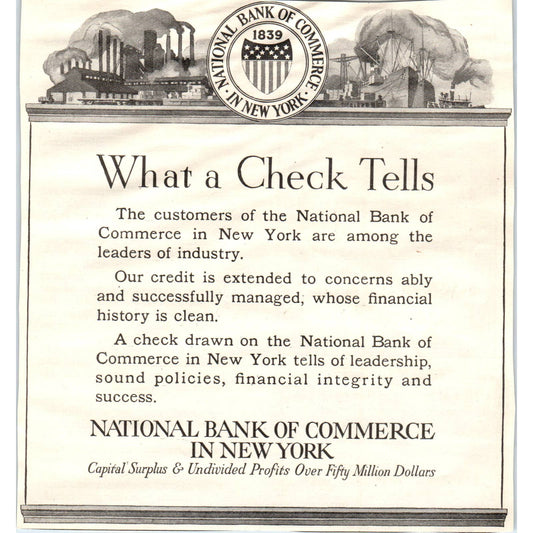 NATIONAL BANK OF COMMERCE
1839
· IN NEW YORK ·
What a Check Tells
The customers of the National Bank of
Commerce in New York are among the
leaders of industry.
Our credit is extended to concerns ably
and successfully managed, whose financial
history is clean.
A check drawn on the National Bank of
Commerce in New York tells of leadership,
sound policies, financial integrity and
success.
NATIONAL BANK OF COMMERCE
IN NEW YORK
Capital Surplus & Undivided Profits Over Fifty Million Dollars